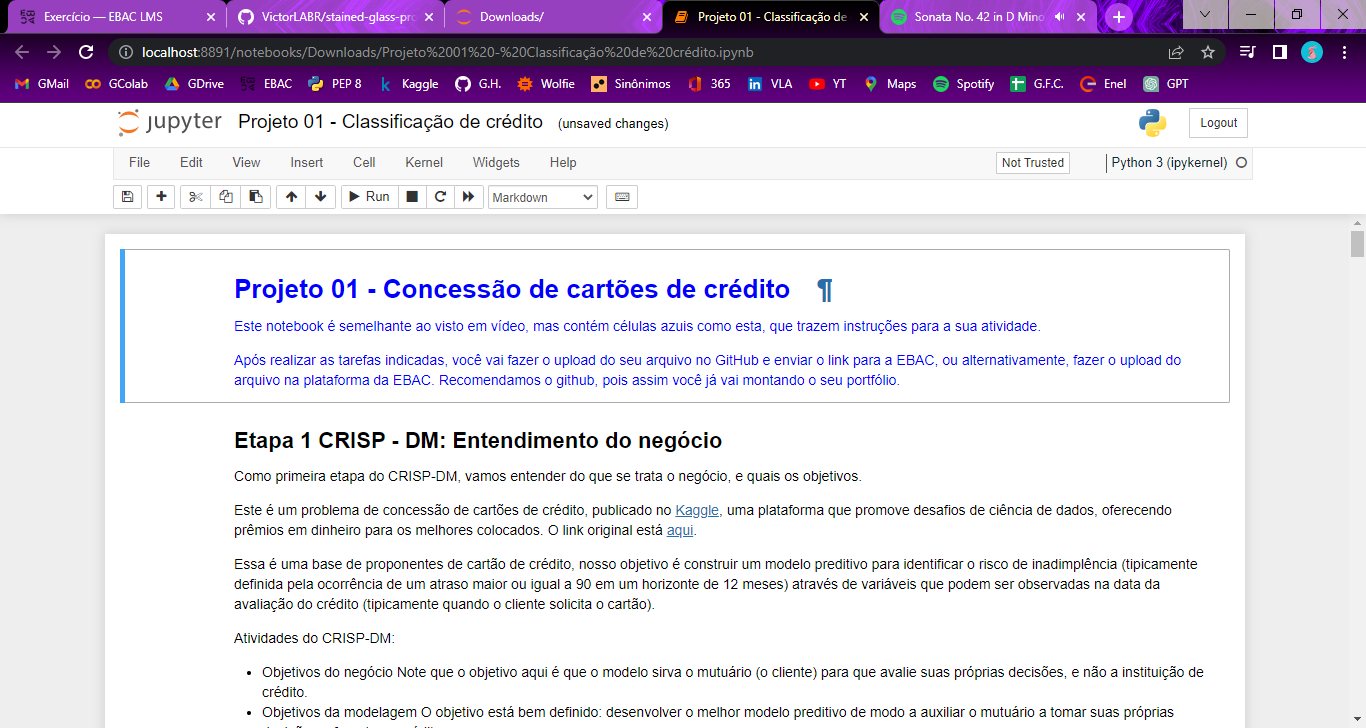 Exercício — EBAC LMS
VictorLABR/stained-glass-pro
Downloads/
Projeto 01 - Classificação de
Sonata No. 42 in D Mino
localhost:8891/notebooks/Downloads/Projeto%2001%20-%20Classificação%20de%20crédito.ipynb
GMail GColab GDrive EBAC PEP 8 Kaggle G.H. Wolfie Sinônimos 365 VLA YT Maps Spotify G.F.C. Enel GPT
jupyter Projeto 01 - Classificação de crédito (unsaved changes) Logout
File Edit View Insert Cell Kernel Widgets Help Not Trusted Python 3 (ipykernel)
Run Markdown
Projeto 01 - Concessão de cartões de crédito ¶
Este notebook é semelhante ao visto em vídeo, mas contém células azuis como esta, que trazem instruções para a sua atividade.
Após realizar as tarefas indicadas, você vai fazer o upload do seu arquivo no GitHub e enviar o link para a EBAC, ou alternativamente, fazer o upload do
arquivo na plataforma da EBAC. Recomendamos o github, pois assim você já vai montando o seu portfólio.
Etapa 1 CRISP - DM: Entendimento do negócio
Como primeira etapa do CRISP-DM, vamos entender do que se trata o negócio, e quais os objetivos.
Este é um problema de concessão de cartões de crédito, publicado no Kaggle, uma plataforma que promove desafios de ciência de dados, oferecendo
prêmios em dinheiro para os melhores colocados. O link original está aqui.
Essa é uma base de proponentes de cartão de crédito, nosso objetivo é construir um modelo preditivo para identificar o risco de inadimplência (tipicamente
definida pela ocorrência de um atraso maior ou igual a 90 em um horizonte de 12 meses) através de variáveis que podem ser observadas na data da
avaliação do crédito (tipicamente quando o cliente solicita o cartão).
Atividades do CRISP-DM:
• Objetivos do negócio Note que o objetivo aqui é que o modelo sirva o mutuário (o cliente) para que avalie suas próprias decisões, e não a instituição de
crédito.
• Objetivos da modelagem O objetivo está bem definido: desenvolver o melhor modelo preditivo de modo a auxiliar o mutuário a tomar suas próprias